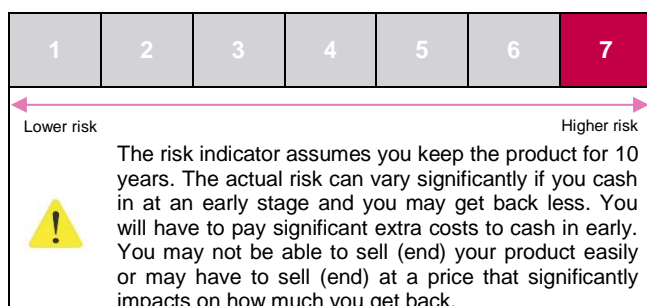 1 2 3 4 5 6 7
Lower risk Higher risk
The risk indicator assumes you keep the product for 10
years. The actual risk can vary significantly if you cash
in at an early stage and you may get back less. You
will have to pay significant extra costs to cash in early.
You may not be able to sell (end) your product easily
or may have to sell (end) at a price that significantly
impacts on how much you get back.